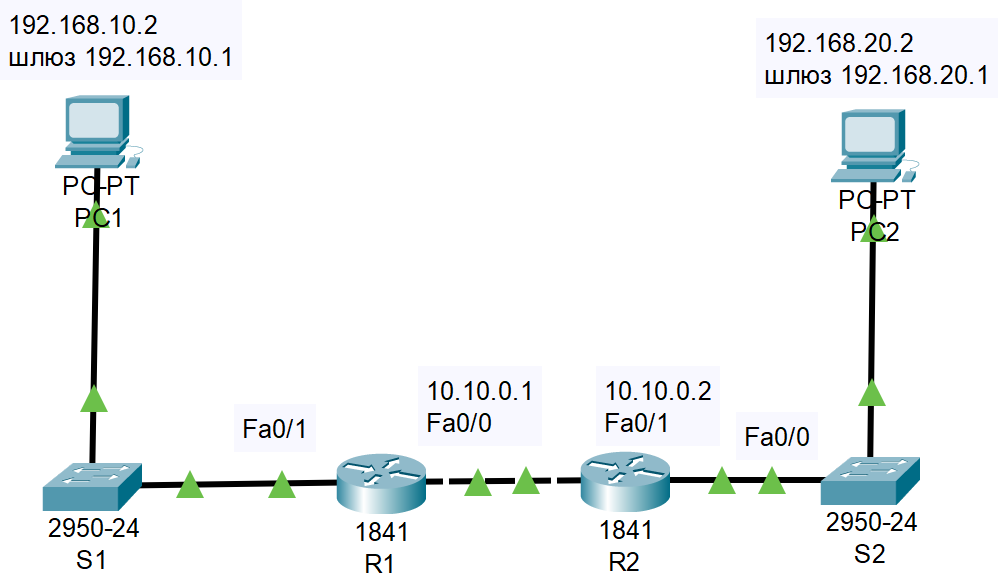 192.168.10.2
шлюз 192.168.10.1
192.168.20.2
шлюз 192.168.20.1
PC-PT
PC1
PC-PT
PC2
10.10.0.1
Fa0/0
10.10.0.2
Fa0/1
Fa0/1
Fa0/0
2950-24
S1
1841
R1
1841
R2
2950-24
S2